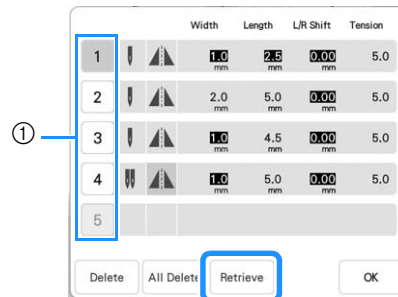 Width Length L/R Shift Tension
1 1.0 mm 2.5 mm 0.00 mm 5.0
2 2.0 mm 5.0 mm 0.00 mm 5.0
① 3 1.0 mm 4.5 mm 0.00 mm 5.0
4 1.0 mm 5.0 mm 0.00 mm 5.0
5
Delete All Delete Retrieve OK